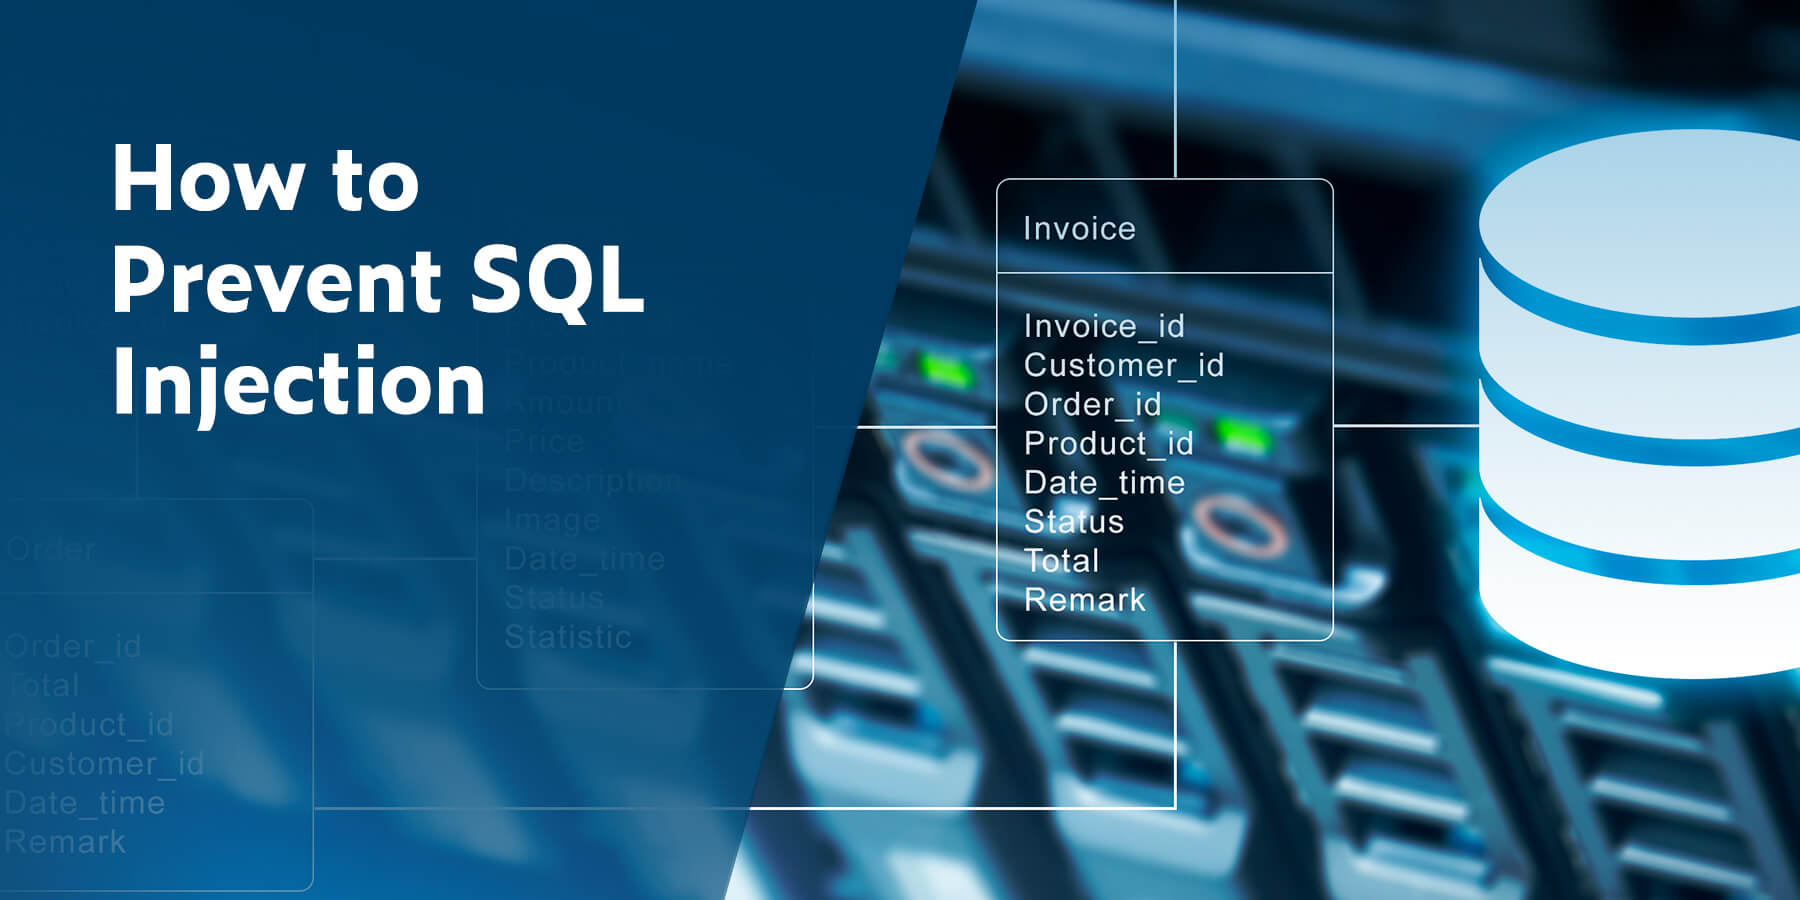 How to
Prevent SQL
Injection
Invoice
Invoice_id
Customer_id
Order_id
Product_id
Date_time
Status
Total
Remark
Product_name
Amount
Price
Description
Image
Date_time
Status
Statistic
Order
Order_id
Total
Product_id
Customer_id
Date_time
Remark